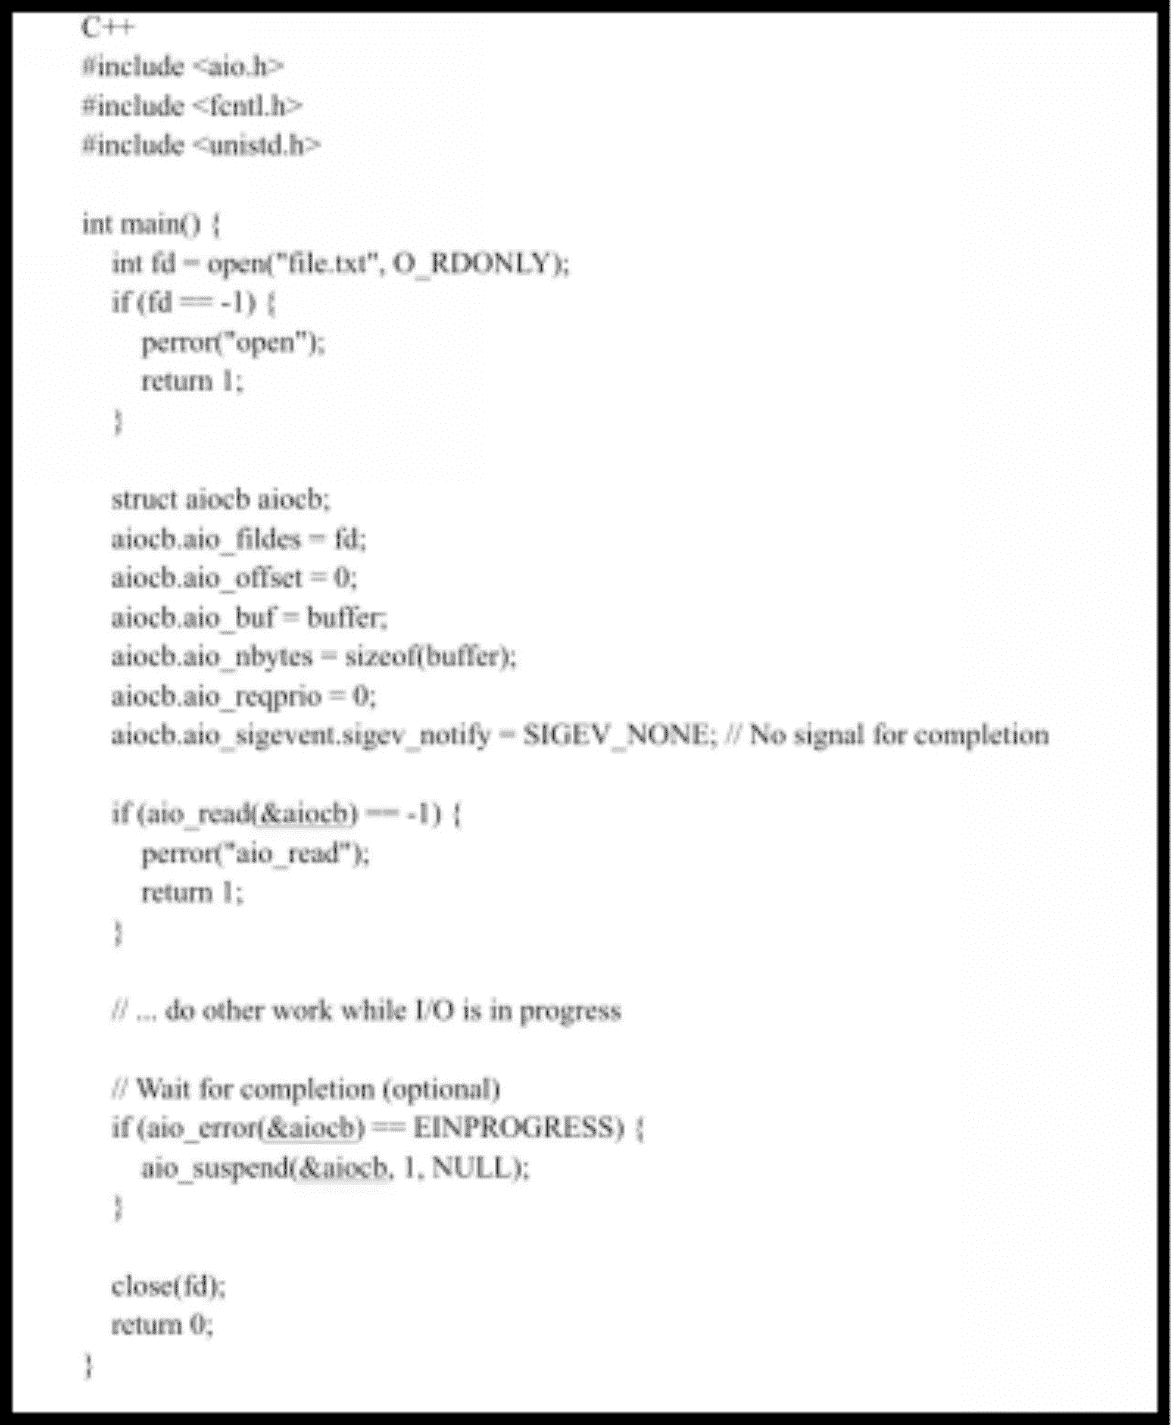 C++
#include <aio.h>
#include <fcntl.h>
#include <unistd.h>
int main() {
int fd = open("file.txt", O_RDONLY);
if (fd == -1) {
perror("open");
return 1;
}
struct aiocb aiocb;
aiocb.aio_fildes = fd;
aiocb.aio_offset = 0;
aiocb.aio_buf = buffer;
aiocb.aio_nbytes = sizeof(buffer);
aiocb.aio_reqprio = 0;
aiocb.aio_sigevent.sigev_notify = SIGEV_NONE; // No signal for completion
if (aio_read(&aiocb) == -1) {
perror("aio_read");
return 1;
}
// ... do other work while I/O is in progress
// Wait for completion (optional)
if (aio_error(&aiocb) == EINPROGRESS) {
aio_suspend(&aiocb, 1, NULL);
}
close(fd);
return 0;
}